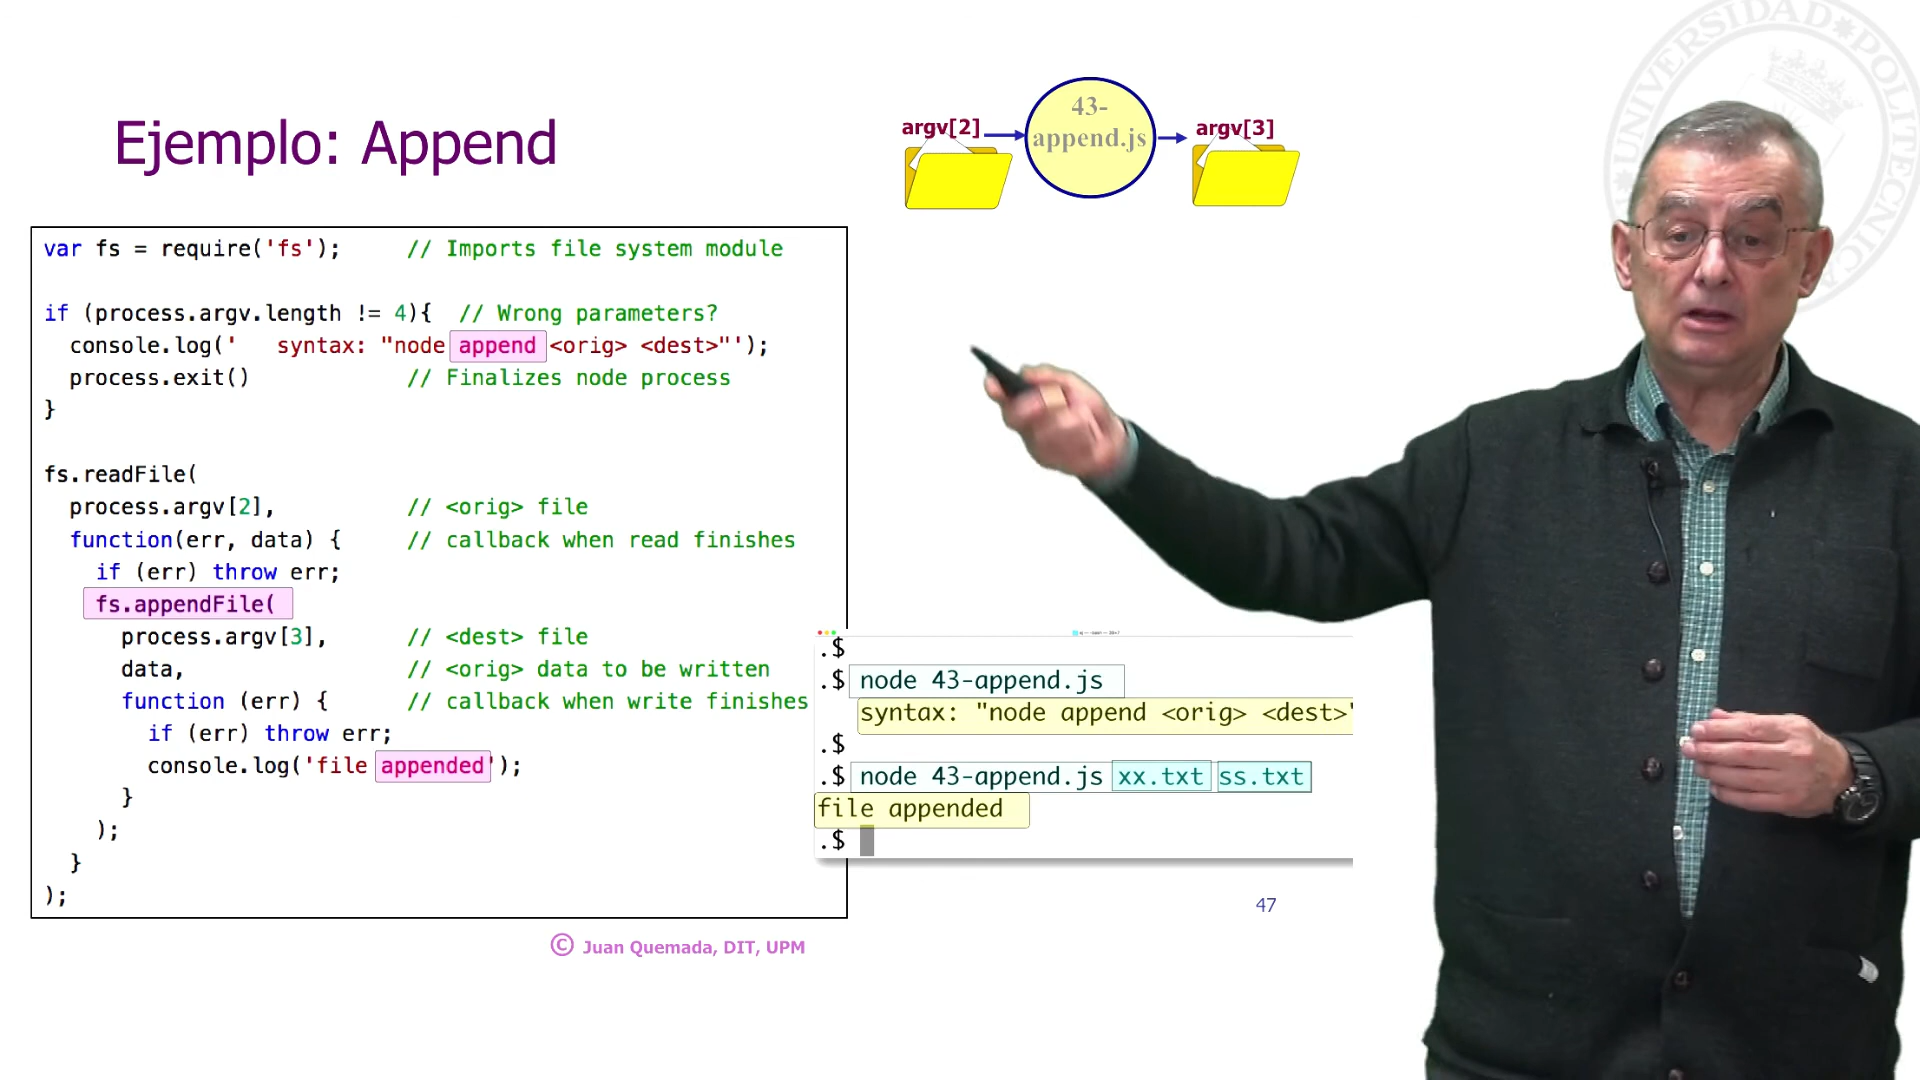 Ejemplo: Append
argv[2]
43-
append.js
argv[3]
var fs = require('fs');     // Imports file system module
if (process.argv.length != 4){  // Wrong parameters?
  console.log('   syntax: "node append <orig> <dest>"');
  process.exit()            // Finalizes node process
}
fs.readFile(
  process.argv[2],          // <orig> file
  function(err, data) {     // callback when read finishes
    if (err) throw err;
    fs.appendFile(
      process.argv[3],      // <dest> file
      data,                 // <orig> data to be written
      function (err) {      // callback when write finishes
        if (err) throw err;
        console.log('file appended');
      }
    );
  }
);
.$
.$ node 43-append.js
   syntax: "node append <orig> <dest>"
.$
.$ node 43-append.js xx.txt ss.txt
file appended
.$
47
© Juan Quemada, DIT, UPM
UNIVERSIDAD POLITÉCNICA